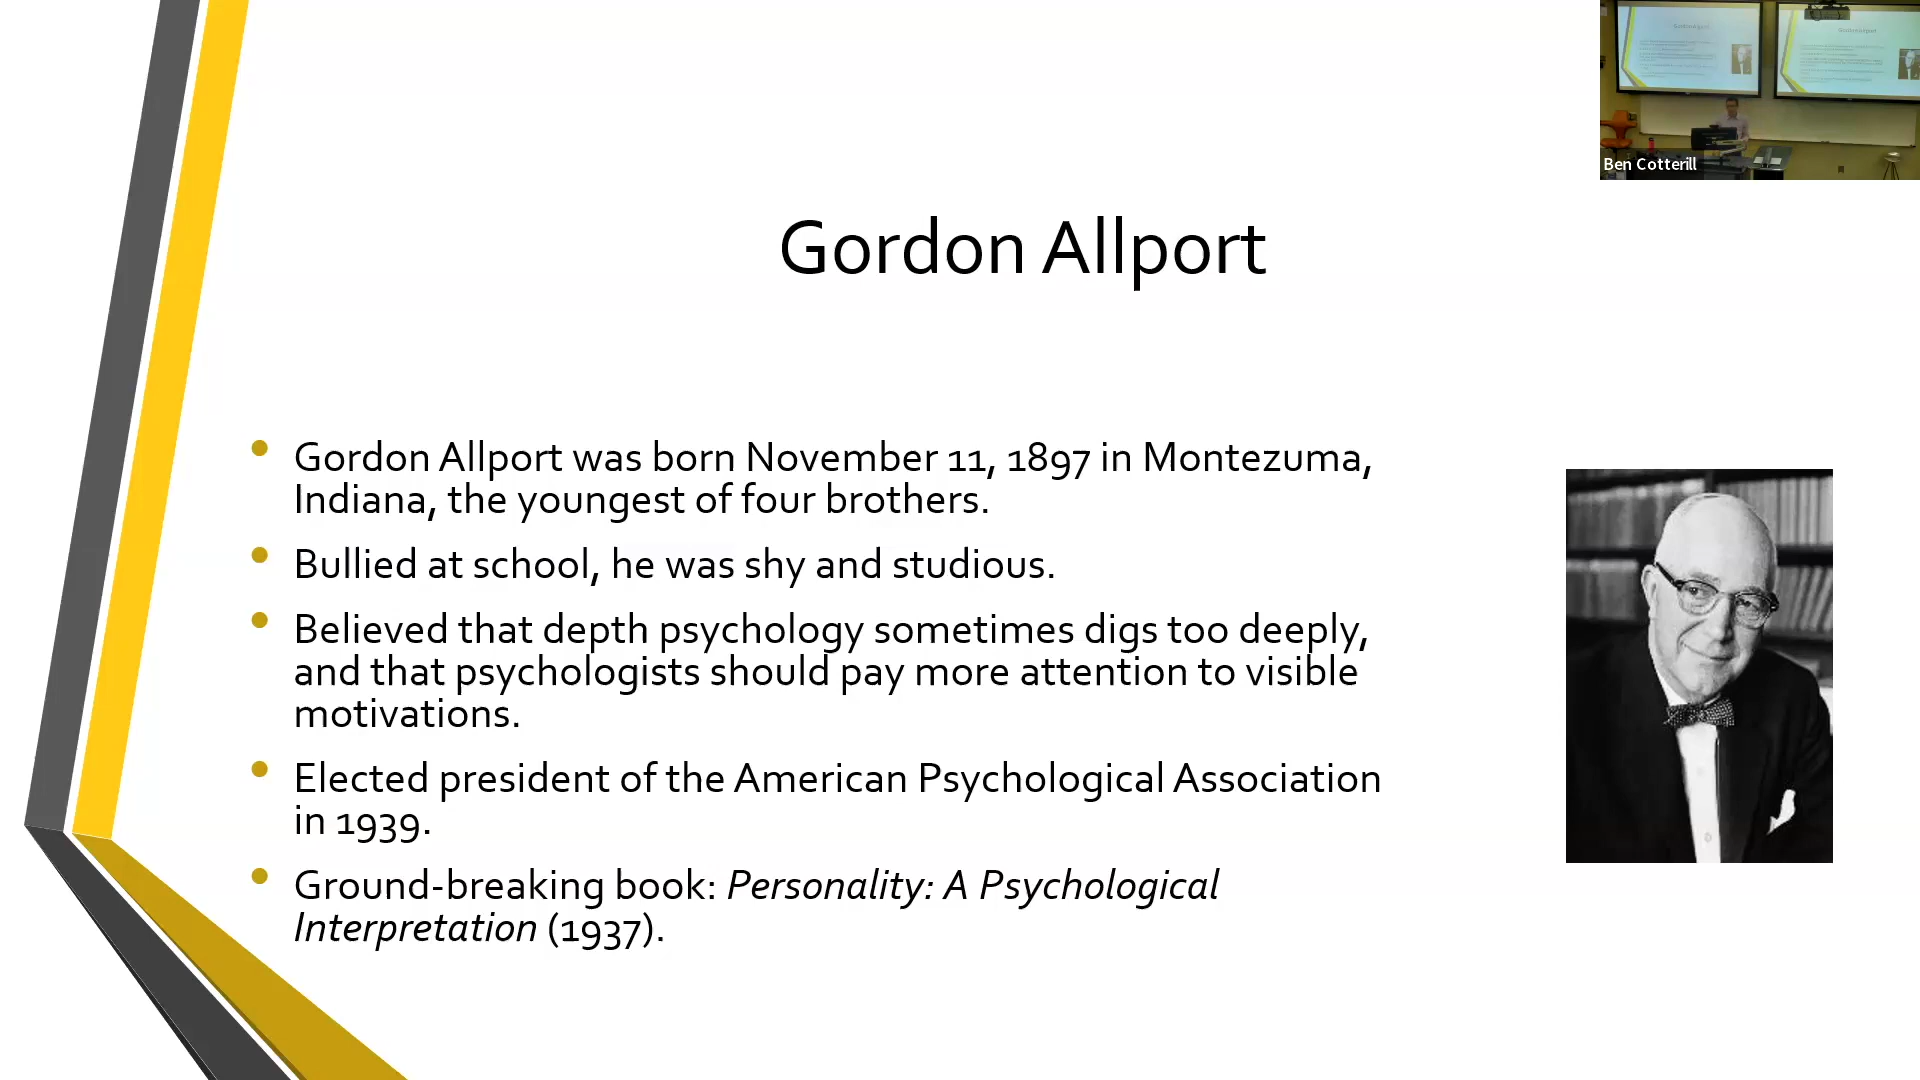 Ben Cotterill
Gordon Allport
• Gordon Allport was born November 11, 1897 in Montezuma,
Indiana, the youngest of four brothers.
• Bullied at school, he was shy and studious.
• Believed that depth psychology sometimes digs too deeply,
and that psychologists should pay more attention to visible
motivations.
• Elected president of the American Psychological Association
in 1939.
• Ground-breaking book: Personality: A Psychological
Interpretation (1937).